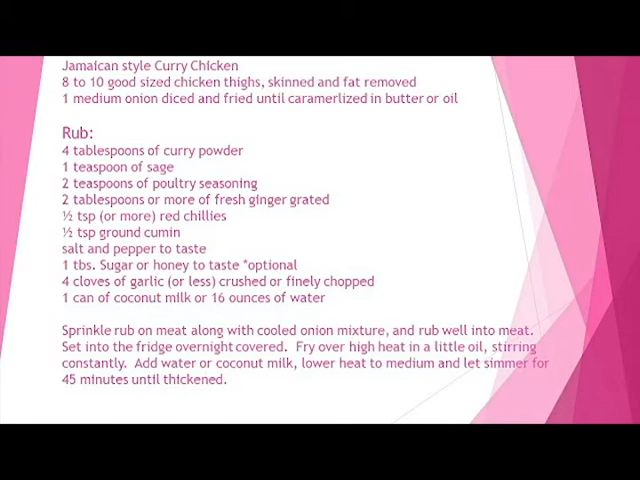 Jamaican style Curry Chicken
8 to 10 good sized chicken thighs, skinned and fat removed
1 medium onion diced and fried until caramerlized in butter or oil
Rub:
4 tablespoons of curry powder
1 teaspoon of sage
2 teaspoons of poultry seasoning
2 tablespoons or more of fresh ginger grated
½ tsp (or more) red chillies
½ tsp ground cumin
salt and pepper to taste
1 tbs. Sugar or honey to taste *optional
4 cloves of garlic (or less) crushed or finely chopped
1 can of coconut milk or 16 ounces of water
Sprinkle rub on meat along with cooled onion mixture, and rub well into meat.
Set into the fridge overnight covered. Fry over high heat in a little oil, stirring
constantly. Add water or coconut milk, lower heat to medium and let simmer for
45 minutes until thickened.